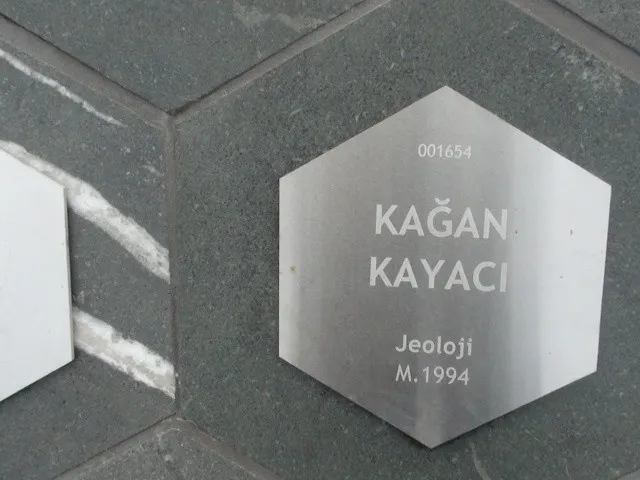 001654
KAĞAN
KAYACI
Jeoloji
M.1994